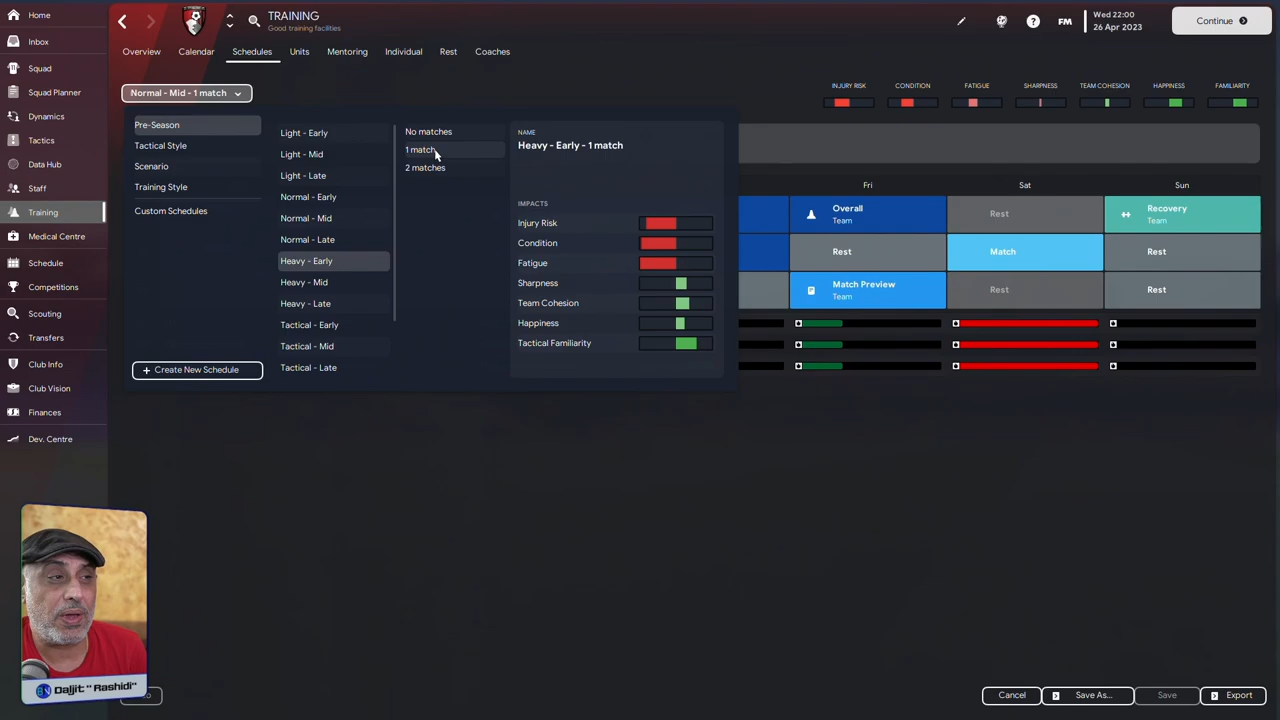 Home
Inbox
Squad
Squad Planner
Dynamics
Tactics
Data Hub
Staff
Training
Medical Centre
Schedule
Competitions
Scouting
Transfers
Club Info
Club Vision
Finances
Dev. Centre
TRAINING
Good training facilities
FM
Wed 22:00
26 Apr 2023
Continue
Overview
Calendar
Schedules
Units
Mentoring
Individual
Rest
Coaches
Normal - Mid - 1 match
INJURY RISK
CONDITION
FATIGUE
SHARPNESS
TEAM COHESION
HAPPINESS
FAMILIARITY
Pre-Season
Tactical Style
Scenario
Training Style
Custom Schedules
Create New Schedule
Light - Early
Light - Mid
Light - Late
Normal - Early
Normal - Mid
Normal - Late
Heavy - Early
Heavy - Mid
Heavy - Late
Tactical - Early
Tactical - Mid
Tactical - Late
No matches
1 match
2 matches
NAME
Heavy - Early - 1 match
IMPACTS
Injury Risk
Condition
Fatigue
Sharpness
Team Cohesion
Happiness
Tactical Familiarity
Fri
Sat
Sun
Overall
Team
Rest
Recovery
Team
Rest
Match
Rest
Match Preview
Team
Rest
Rest
Daljit "Rashidi"
Cancel
Save As...
Save
Export